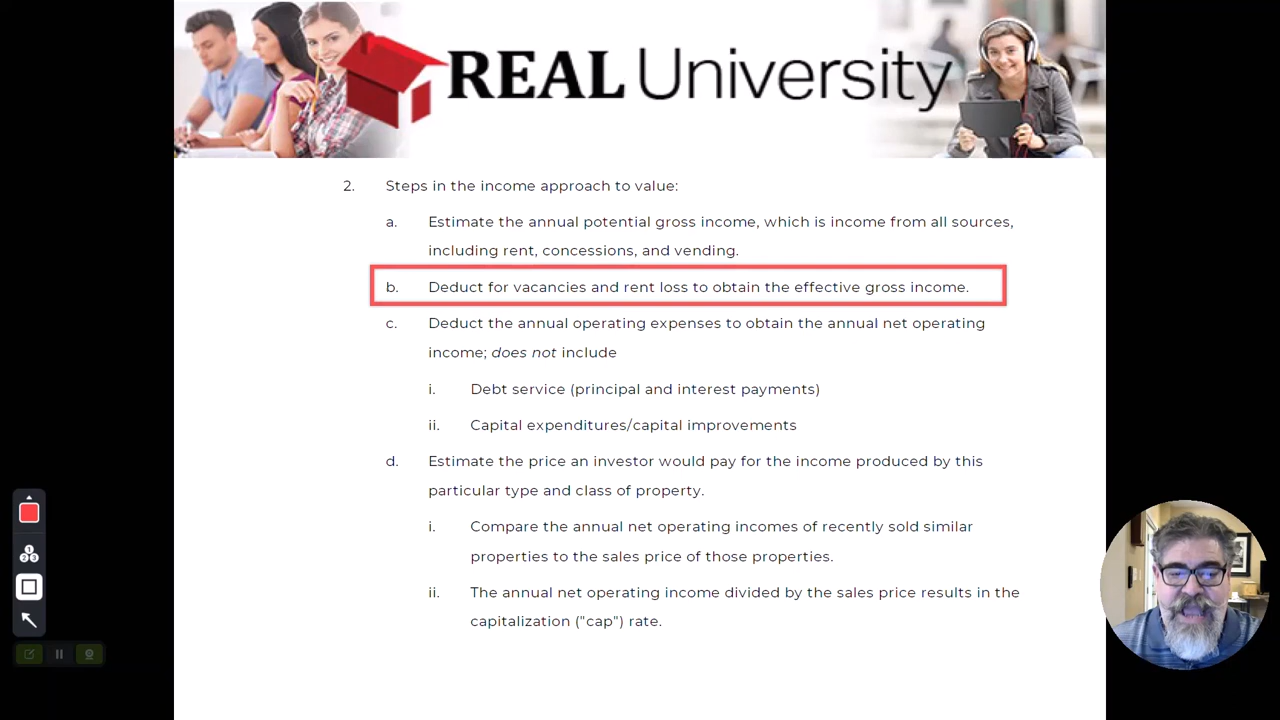 REAL University
2. Steps in the income approach to value:
a. Estimate the annual potential gross income, which is income from all sources,
including rent, concessions, and vending.
b. Deduct for vacancies and rent loss to obtain the effective gross income.
c. Deduct the annual operating expenses to obtain the annual net operating
income; does not include
i. Debt service (principal and interest payments)
ii. Capital expenditures/capital improvements
d. Estimate the price an investor would pay for the income produced by this
particular type and class of property.
i. Compare the annual net operating incomes of recently sold similar
properties to the sales price of those properties.
ii. The annual net operating income divided by the sales price results in the
capitalization ("cap") rate.